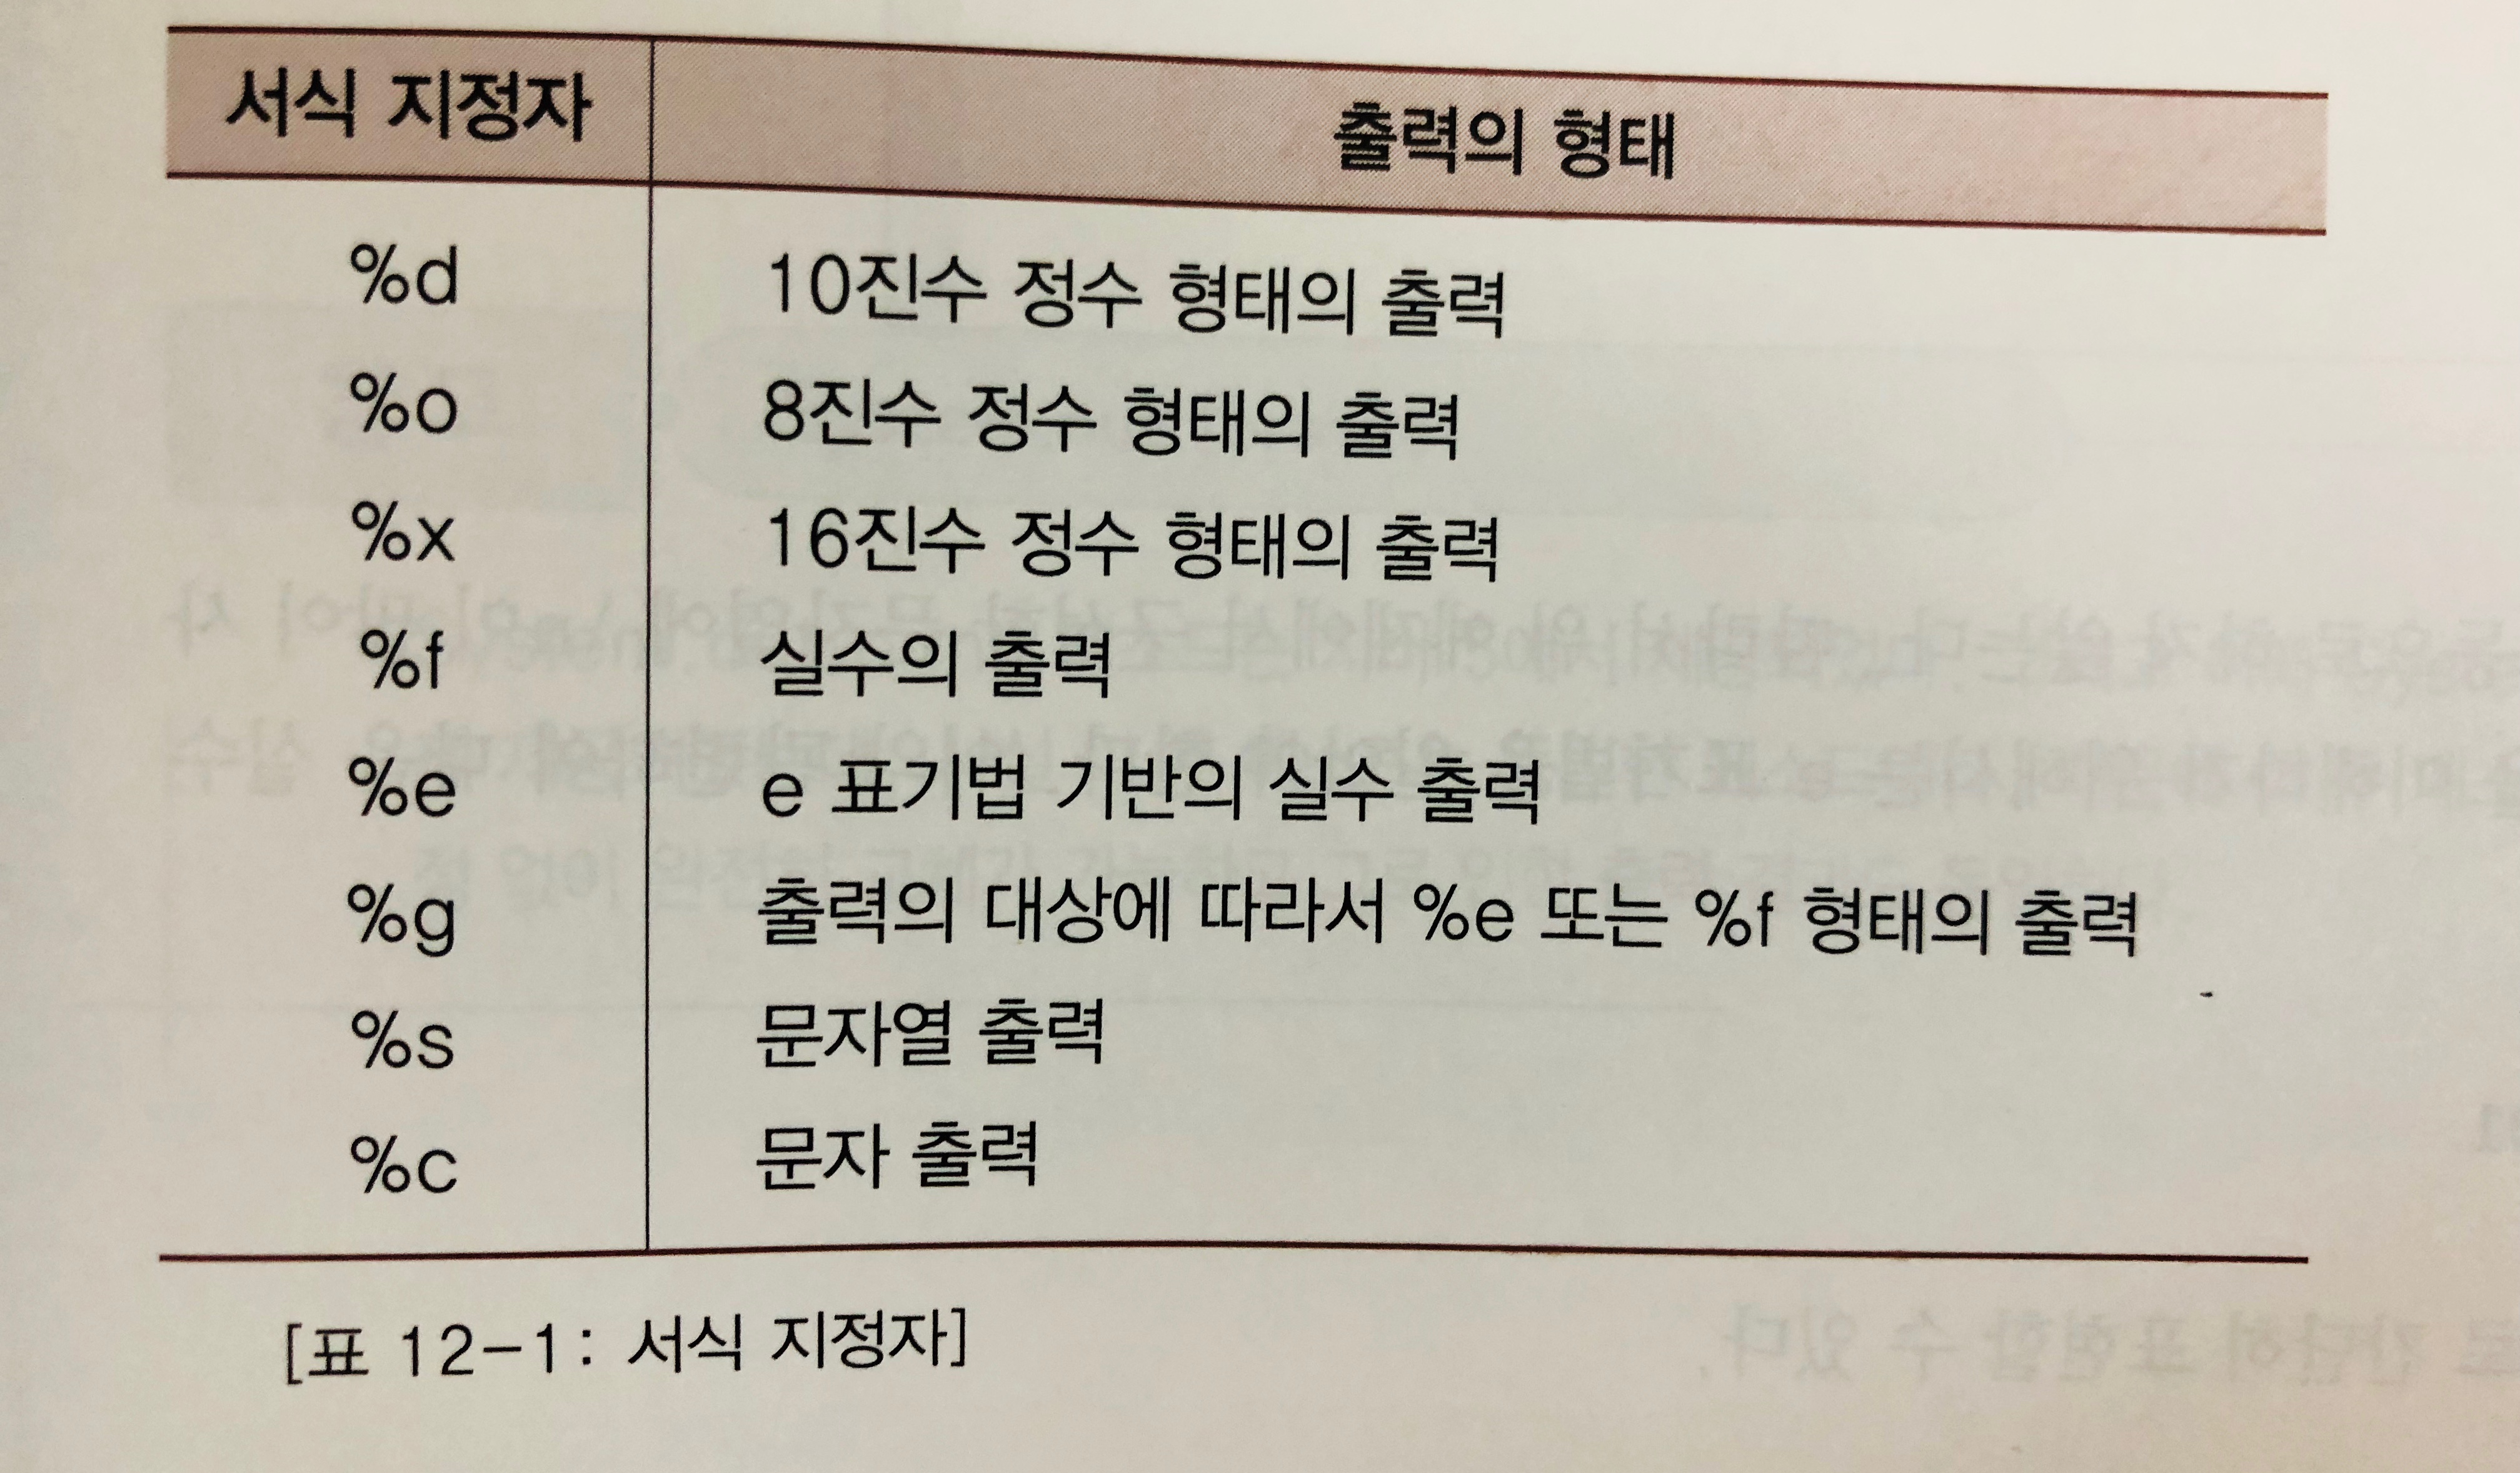 서식 지정자 출력의 형태
%d 10진수 정수 형태의 출력
%o 8진수 정수 형태의 출력
%x 16진수 정수 형태의 출력
%f 실수의 출력
%e e 표기법 기반의 실수 출력
%g 출력의 대상에 따라서 %e 또는 %f 형태의 출력
%s 문자열 출력
%c 문자 출력
[표 12-1: 서식 지정자]